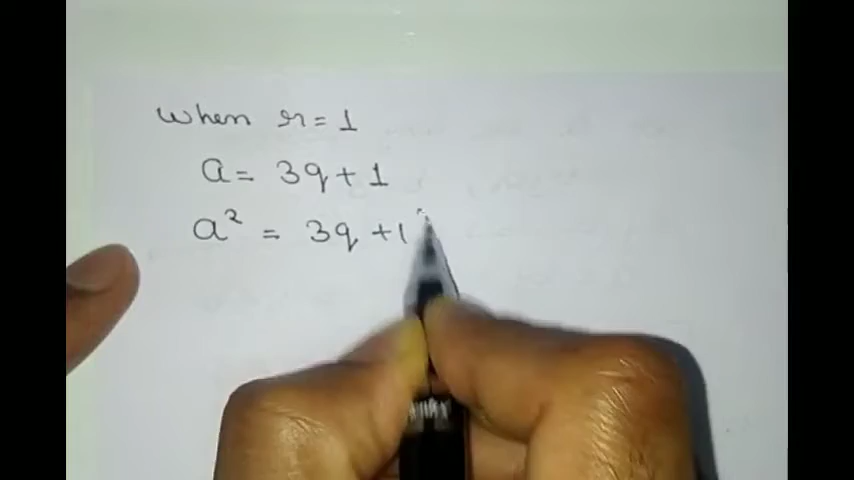 When r = 1
a = 3q + 1
a² = 3q + 1